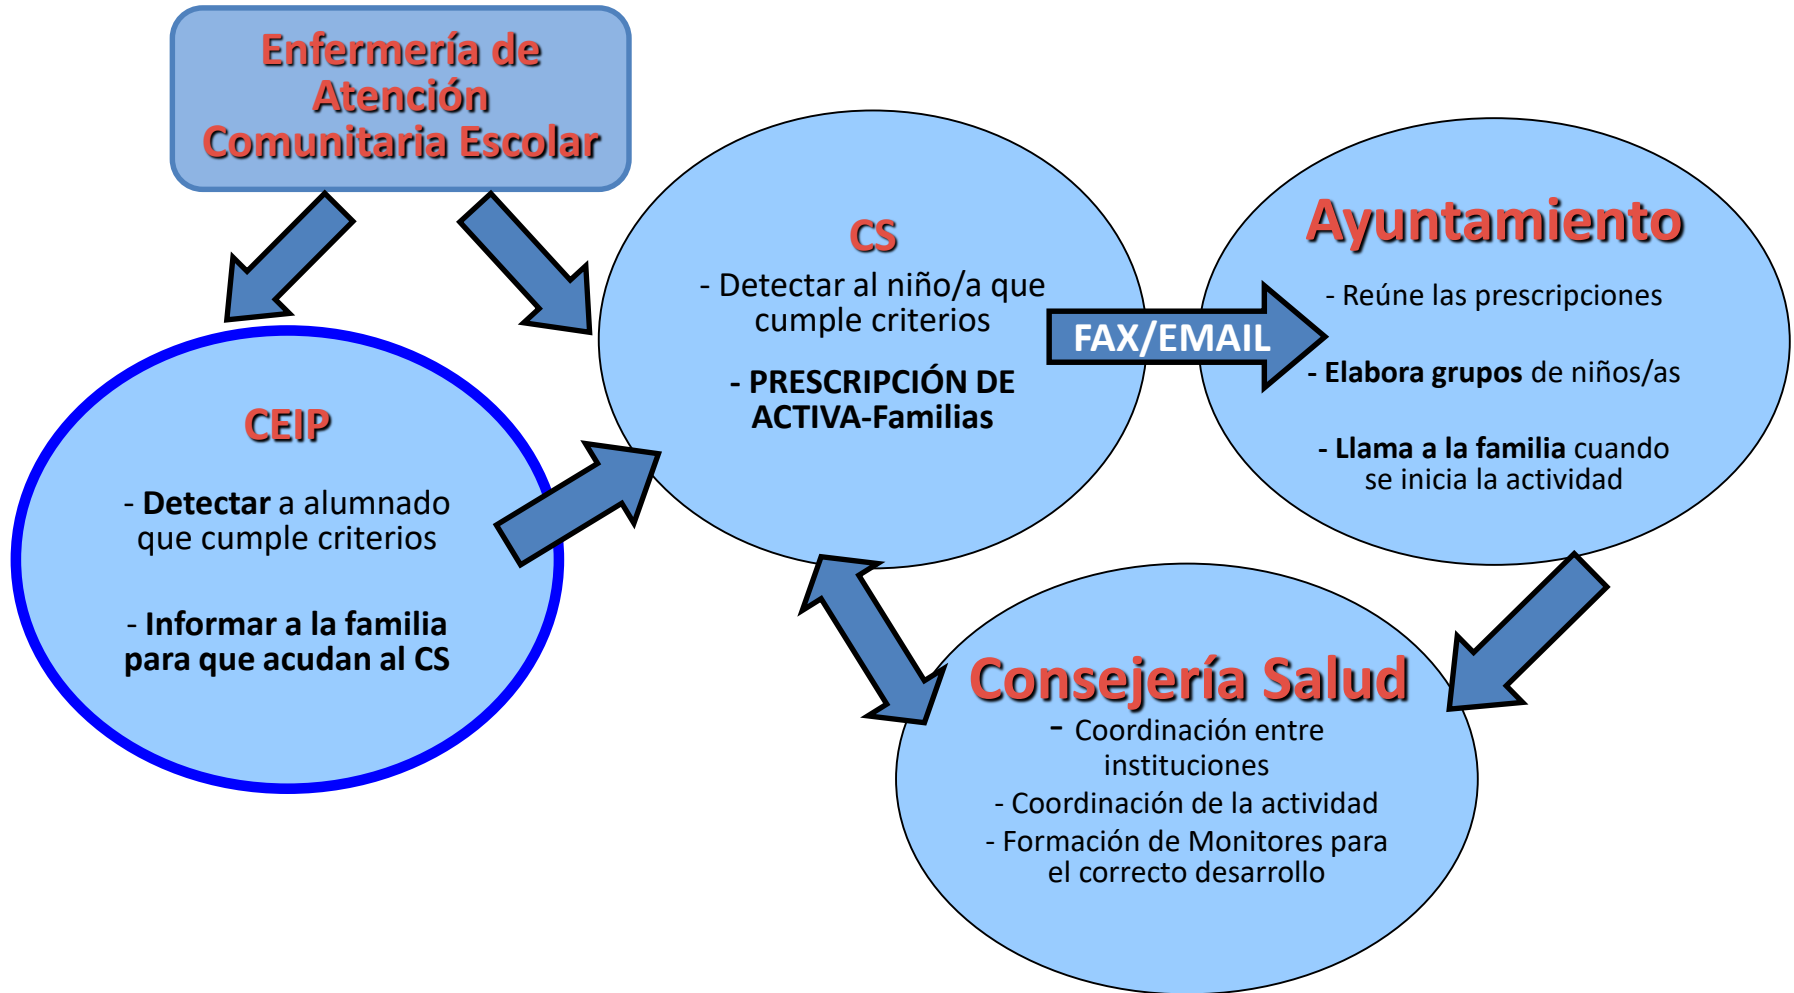 Enfermería de
Atención
Comunitaria Escolar
CEIP
- Detectar a alumnado
que cumple criterios
- Informar a la familia
para que acudan al CS
CS
- Detectar al niño/a que
cumple criterios
- PRESCRIPCIÓN DE
ACTIVA-Familias
FAX/EMAIL
Ayuntamiento
- Reúne las prescripciones
- Elabora grupos de niños/as
- Llama a la familia cuando
se inicia la actividad
Consejería Salud
- Coordinación entre
instituciones
- Coordinación de la actividad
- Formación de Monitores para
el correcto desarrollo